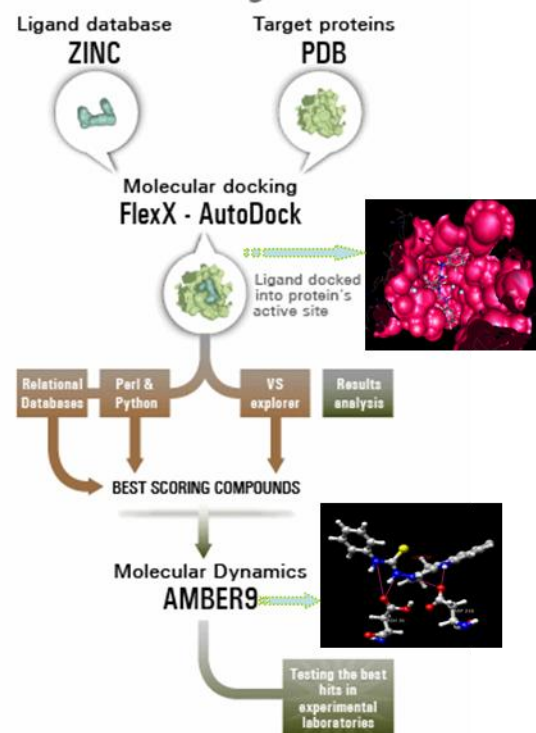 Ligand database
ZINC
Target proteins
PDB
Molecular docking
FlexX - AutoDock
Ligand docked
into protein's
active site
Relational
Databases
Perl &
Python
VS
explorer
Results
analysis
BEST SCORING COMPOUNDS
Molecular Dynamics
AMBER9
Testing the best
hits in
experimental
laboratories